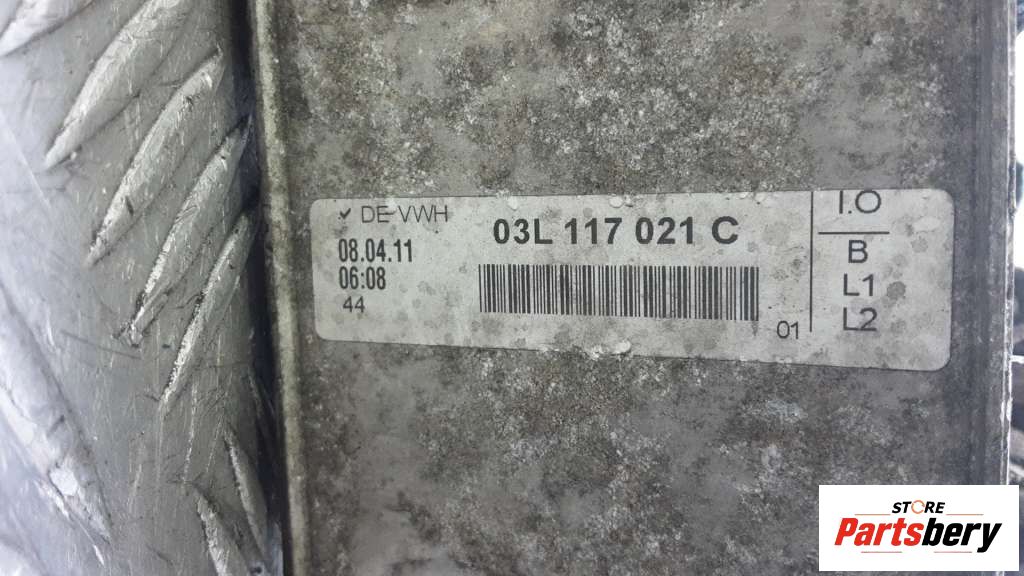 ✓ DE VWH
03L 117 021 C
08.04.11
06:08
44
01
I.O
B
L1
L2
STORE
Partsbery